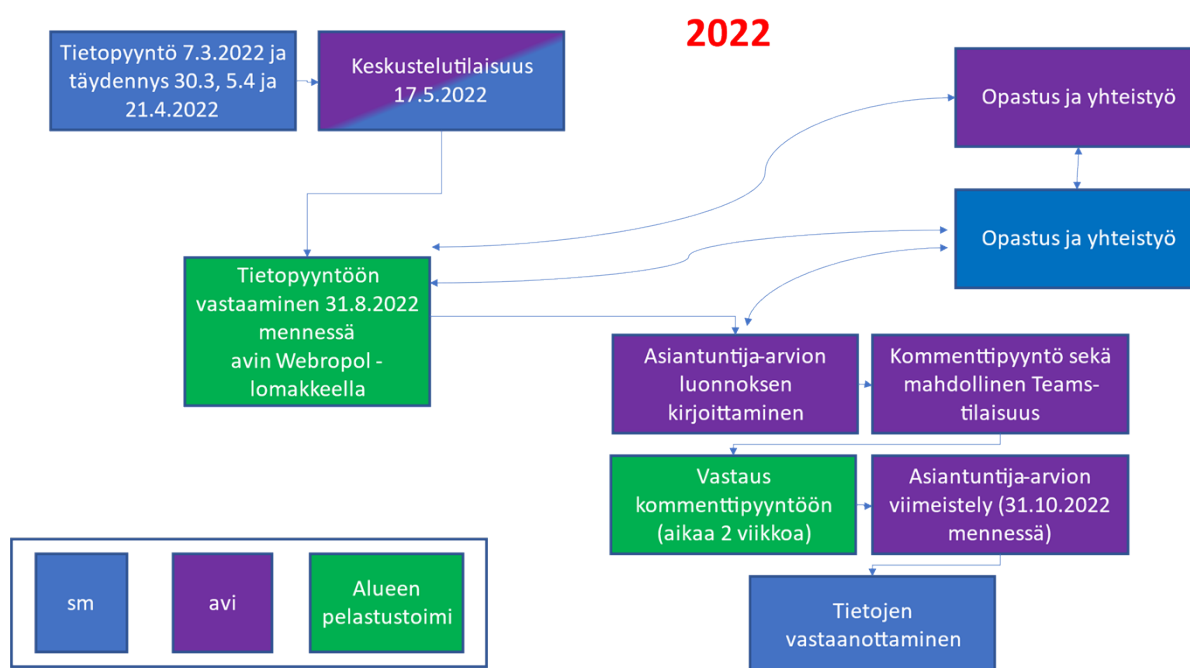 2022
Tietopyyntö 7.3.2022 ja
täydennys 30.3, 5.4 ja
21.4.2022
Keskustelutilaisuus
17.5.2022
Opastus ja yhteistyö
Opastus ja yhteistyö
Tietopyyntöön
vastaaminen 31.8.2022
mennessä
avin Webropol -
lomakkeella
Asiantuntija-arvion
luonnoksen
kirjoittaminen
Kommenttipyyntö sekä
mahdollinen Teams-
tilaisuus
Vastaus
kommenttipyyntöön
(aikaa 2 viikkoa)
Asiantuntija-arvion
viimeistely (31.10.2022
mennessä)
Tietojen
vastaanottaminen
sm
avi
Alueen
pelastustoimi